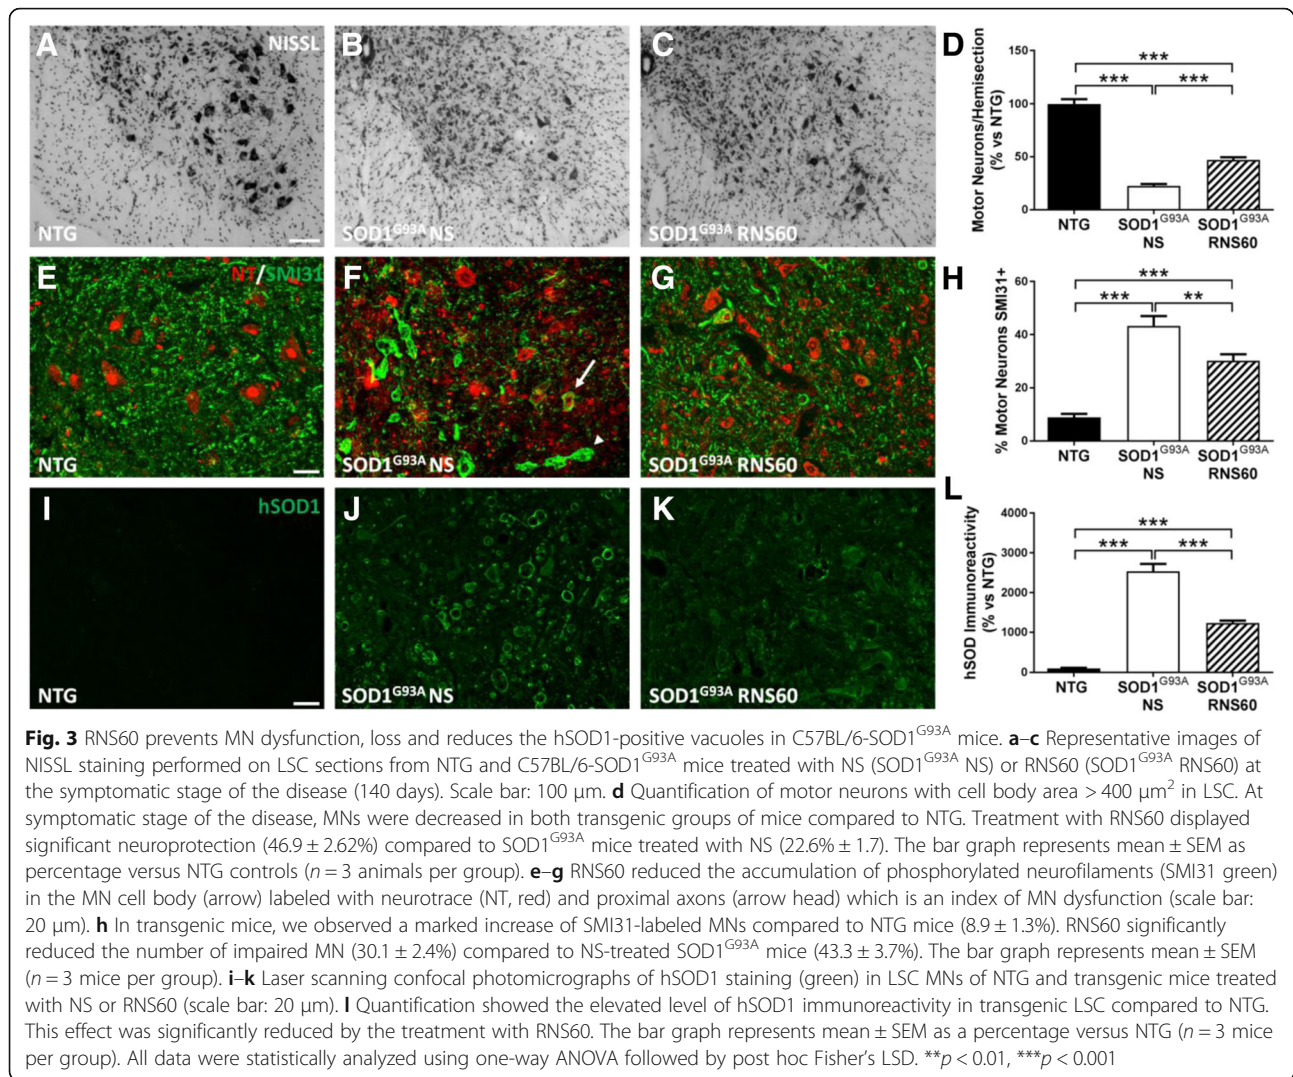 A
NISSL
NTG
B
SOD1G93A NS
C
SOD1G93A RNS60
D
Motor Neurons/Hemisection
(% vs NTG)
150
100
50
0
***
***
***
NTG
SOD1G93A
NS
SOD1G93A
RNS60
E
NT/SMI31
NTG
F
SOD1G93A NS
G
SOD1G93A RNS60
H
% Motor Neurons SMI31+
60
40
20
0
***
***
**
NTG
SOD1G93A
NS
SOD1G93A
RNS60
I
hSOD1
NTG
J
SOD1G93A NS
K
SOD1G93A RNS60
L
hSOD Immunoreactivity
(% vs NTG)
4000
3000
2000
1000
0
***
***
***
NTG
SOD1G93A
NS
SOD1G93A
RNS60
Fig. 3 RNS60 prevents MN dysfunction, loss and reduces the hSOD1-positive vacuoles in C57BL/6-SOD1G93A mice. a–c Representative images of
NISSL staining performed on LSC sections from NTG and C57BL/6-SOD1G93A mice treated with NS (SOD1G93A NS) or RNS60 (SOD1G93A RNS60) at
the symptomatic stage of the disease (140 days). Scale bar: 100 μm. d Quantification of motor neurons with cell body area > 400 μm2 in LSC. At
symptomatic stage of the disease, MNs were decreased in both transgenic groups of mice compared to NTG. Treatment with RNS60 displayed
significant neuroprotection (46.9 ± 2.62%) compared to SOD1G93A mice treated with NS (22.6% ± 1.7). The bar graph represents mean ± SEM as
percentage versus NTG controls (n = 3 animals per group). e–g RNS60 reduced the accumulation of phosphorylated neurofilaments (SMI31 green)
in the MN cell body (arrow) labeled with neurotrace (NT, red) and proximal axons (arrow head) which is an index of MN dysfunction (scale bar:
20 μm). h In transgenic mice, we observed a marked increase of SMI31-labeled MNs compared to NTG mice (8.9 ± 1.3%). RNS60 significantly
reduced the number of impaired MN (30.1 ± 2.4%) compared to NS-treated SOD1G93A mice (43.3 ± 3.7%). The bar graph represents mean ± SEM
(n = 3 mice per group). i–k Laser scanning confocal photomicrographs of hSOD1 staining (green) in LSC MNs of NTG and transgenic mice treated
with NS or RNS60 (scale bar: 20 μm). l Quantification showed the elevated level of hSOD1 immunoreactivity in transgenic LSC compared to NTG.
This effect was significantly reduced by the treatment with RNS60. The bar graph represents mean ± SEM as a percentage versus NTG (n = 3 mice
per group). All data were statistically analyzed using one-way ANOVA followed by post hoc Fisher's LSD. **p < 0.01, ***p < 0.001